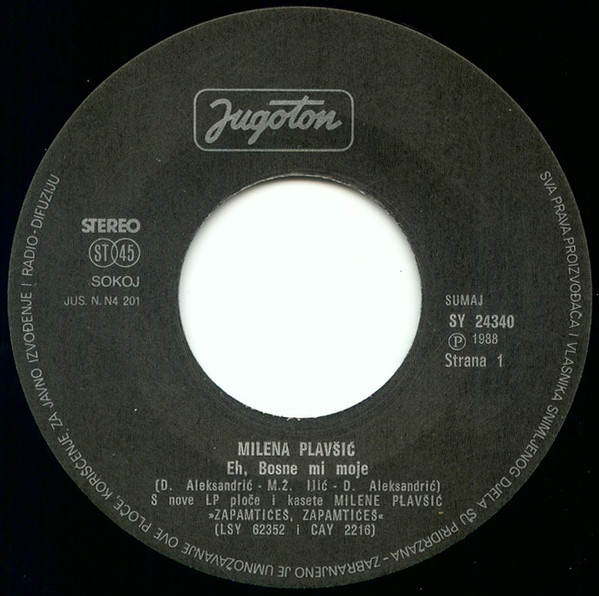 Jugoton
STEREO
ST 45
SOKOJ
JUS. N. N4 201
SUMAJ
SY 24340
Ⓟ 1988
Strana 1
MILENA PLAVŠIĆ
Eh, Bosne mi moje
(D. Aleksandrić - M.2. Ilić - D. Aleksandrić)
S nove LP ploče i kasete MILENE PLAVŠIĆ
»ZAPAMTIĆEŠ, ZAPAMTIĆEŠ«
(LSY 62352 i CAY 2216)
SVA PRAVA PROIZVOĐAČA I VLASNIKA SNIMLJENOG DJELA SU PRIDRŽANA - ZABRANJENO JE UMNOŽAVANJE OVE PLOČE, KORIŠĆENJE, ZA JAVNO IZVOĐENJE I RADIO-DIFUZIJU